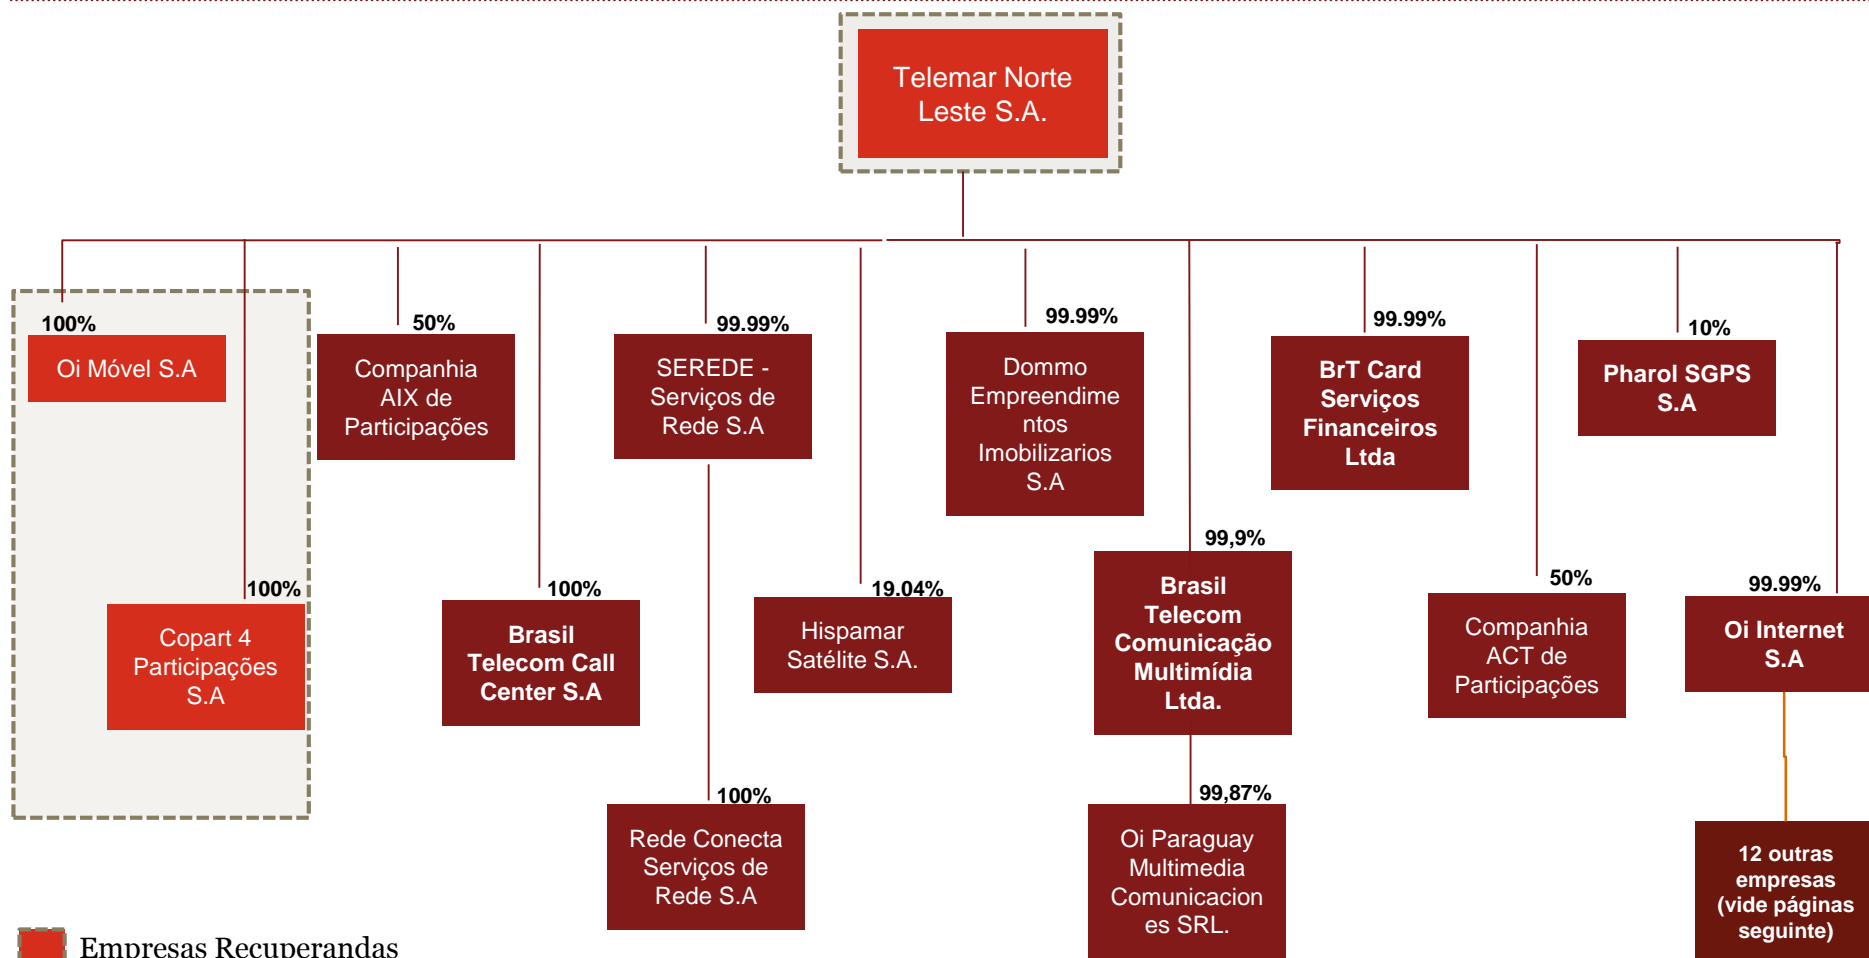 Telemar Norte
Leste S.A.
100%
Oi Móvel S.A
50%
Companhia
AIX de
Participações
99.99%
SEREDE -
Serviços de
Rede S.A
99.99%
Dommo
Empreendime
ntos
Imobilizarios
S.A
99.99%
BrT Card
Serviços
Financeiros
Ltda
10%
Pharol SGPS
S.A
100%
Copart 4
Participações
S.A
100%
Brasil
Telecom Call
Center S.A
19.04%
Hispamar
Satélite S.A.
99,9%
Brasil
Telecom
Comunicação
Multimídia
Ltda.
50%
Companhia
ACT de
Participações
99.99%
Oi Internet
S.A
100%
Rede Conecta
Serviços de
Rede S.A
99,87%
Oi Paraguay
Multimedia
Comunicacion
es SRL.
12 outras
empresas
(vide páginas
seguinte)
Empresas Recuperandas